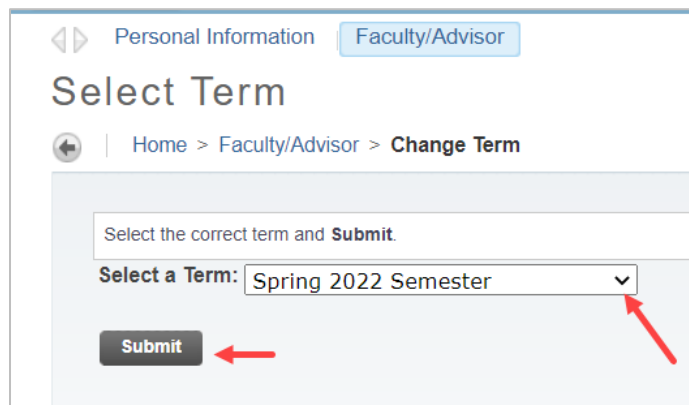 Personal Information Faculty/Advisor
Select Term
Home > Faculty/Advisor > Change Term
Select the correct term and Submit.
Select a Term: Spring 2022 Semester
Submit